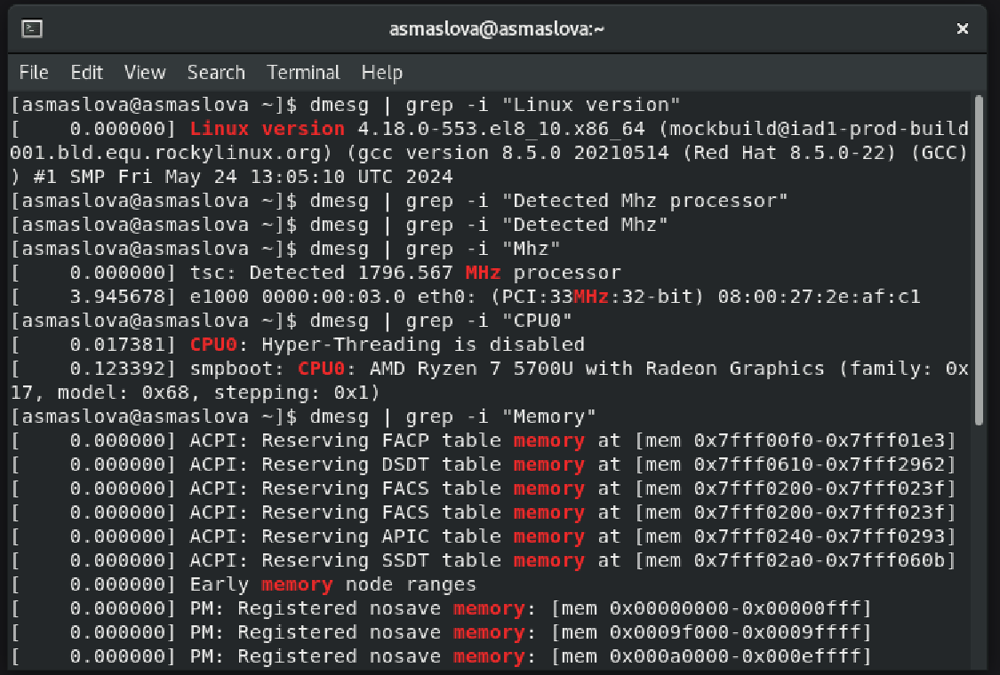 asmaslova@asmaslova:~
File Edit View Search Terminal Help
[asmaslova@asmaslova ~]$ dmesg | grep -i "Linux version"
[    0.000000] Linux version 4.18.0-553.el8_10.x86_64 (mockbuild@iad1-prod-build
001.bld.equ.rockylinux.org) (gcc version 8.5.0 20210514 (Red Hat 8.5.0-22) (GCC)
) #1 SMP Fri May 24 13:05:10 UTC 2024
[asmaslova@asmaslova ~]$ dmesg | grep -i "Detected Mhz processor"
[asmaslova@asmaslova ~]$ dmesg | grep -i "Detected Mhz"
[asmaslova@asmaslova ~]$ dmesg | grep -i "Mhz"
[    0.000000] tsc: Detected 1796.567 MHz processor
[    3.945678] e1000 0000:00:03.0 eth0: (PCI:33MHz:32-bit) 08:00:27:2e:af:c1
[asmaslova@asmaslova ~]$ dmesg | grep -i "CPU0"
[    0.017381] CPU0: Hyper-Threading is disabled
[    0.123392] smpboot: CPU0: AMD Ryzen 7 5700U with Radeon Graphics (family: 0x
17, model: 0x68, stepping: 0x1)
[asmaslova@asmaslova ~]$ dmesg | grep -i "Memory"
[    0.000000] ACPI: Reserving FACP table memory at [mem 0x7fff00f0-0x7fff01e3]
[    0.000000] ACPI: Reserving DSDT table memory at [mem 0x7fff0610-0x7fff2962]
[    0.000000] ACPI: Reserving FACS table memory at [mem 0x7fff0200-0x7fff023f]
[    0.000000] ACPI: Reserving FACS table memory at [mem 0x7fff0200-0x7fff023f]
[    0.000000] ACPI: Reserving APIC table memory at [mem 0x7fff0240-0x7fff0293]
[    0.000000] ACPI: Reserving SSDT table memory at [mem 0x7fff02a0-0x7fff060b]
[    0.000000] Early memory node ranges
[    0.000000] PM: Registered nosave memory: [mem 0x00000000-0x00000fff]
[    0.000000] PM: Registered nosave memory: [mem 0x0009f000-0x0009ffff]
[    0.000000] PM: Registered nosave memory: [mem 0x000a0000-0x000effff]